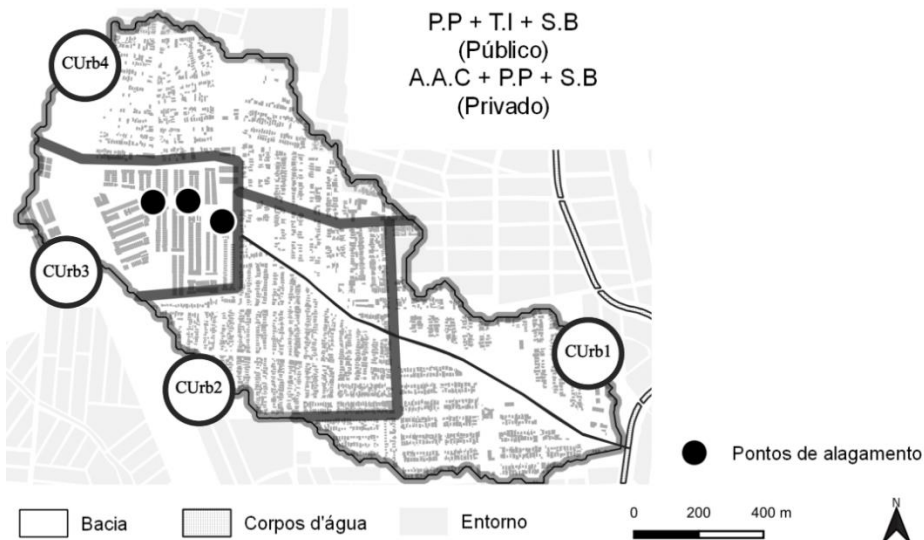 P.P + T.I + S.B
(Público)
A.A.C + P.P + S.B
(Privado)
CUrb4
CUrb3
CUrb2
CUrb1
Pontos de alagamento
Bacia
Corpos d'água
Entorno
0 200 400 m
N